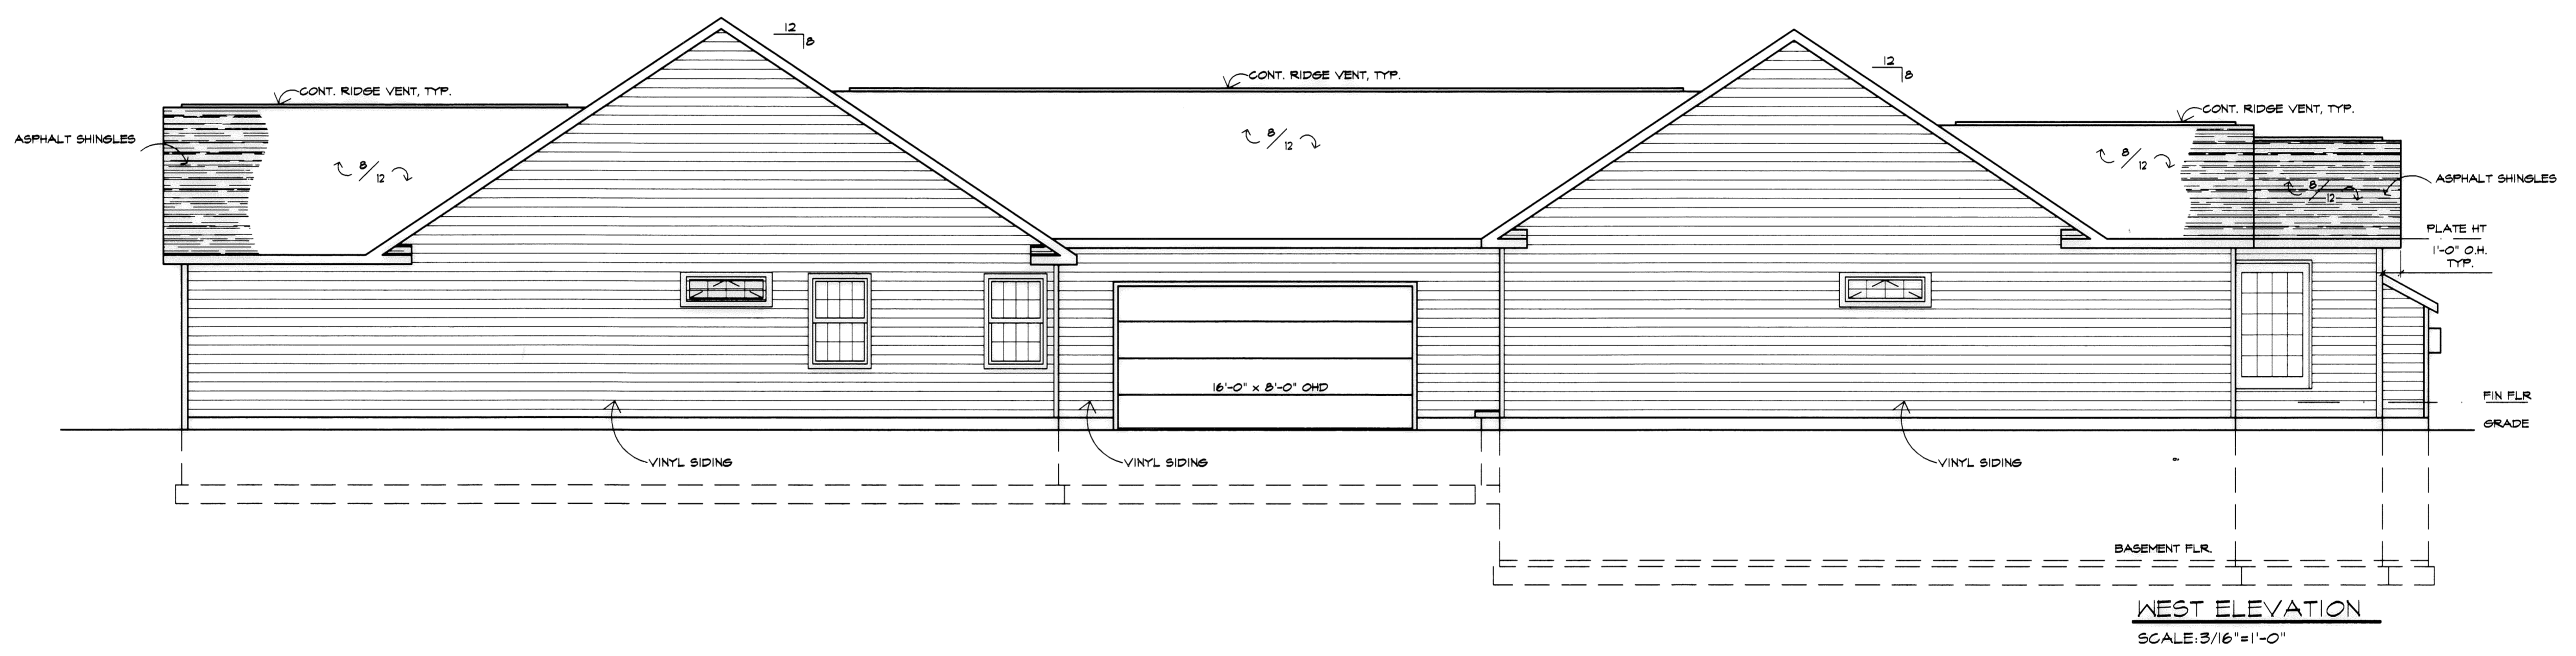 12
8
12
8
CONT. RIDGE VENT, TYP.
CONT. RIDGE VENT, TYP.
CONT. RIDGE VENT, TYP.
ASPHALT SHINGLES
8/12
8/12
8/12
8/12
ASPHALT SHINGLES
PLATE HT
1'-0" O.H.
TYP.
16'-0" x 8'-0" OHD
FIN FLR
GRADE
VINYL SIDING
VINYL SIDING
VINYL SIDING
BASEMENT FLR.
WEST ELEVATION
SCALE:3/16"=1'-0"